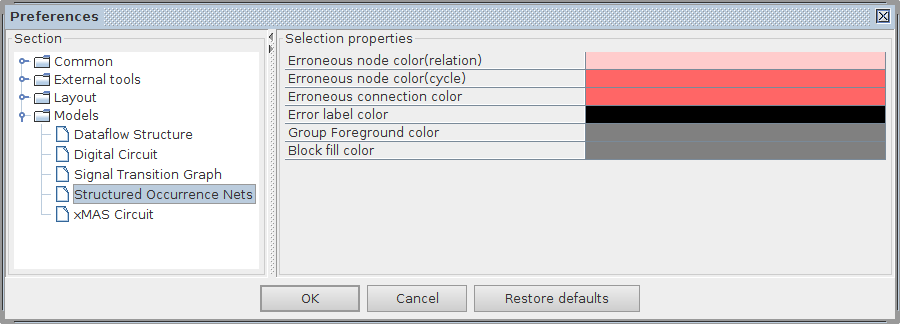 Preferences
Section
Common
External tools
Layout
Models
Dataflow Structure
Digital Circuit
Signal Transition Graph
Structured Occurrence Nets
xMAS Circuit
Selection properties
Erroneous node color(relation)
Erroneous node color(cycle)
Erroneous connection color
Error label color
Group Foreground color
Block fill color
OK
Cancel
Restore defaults